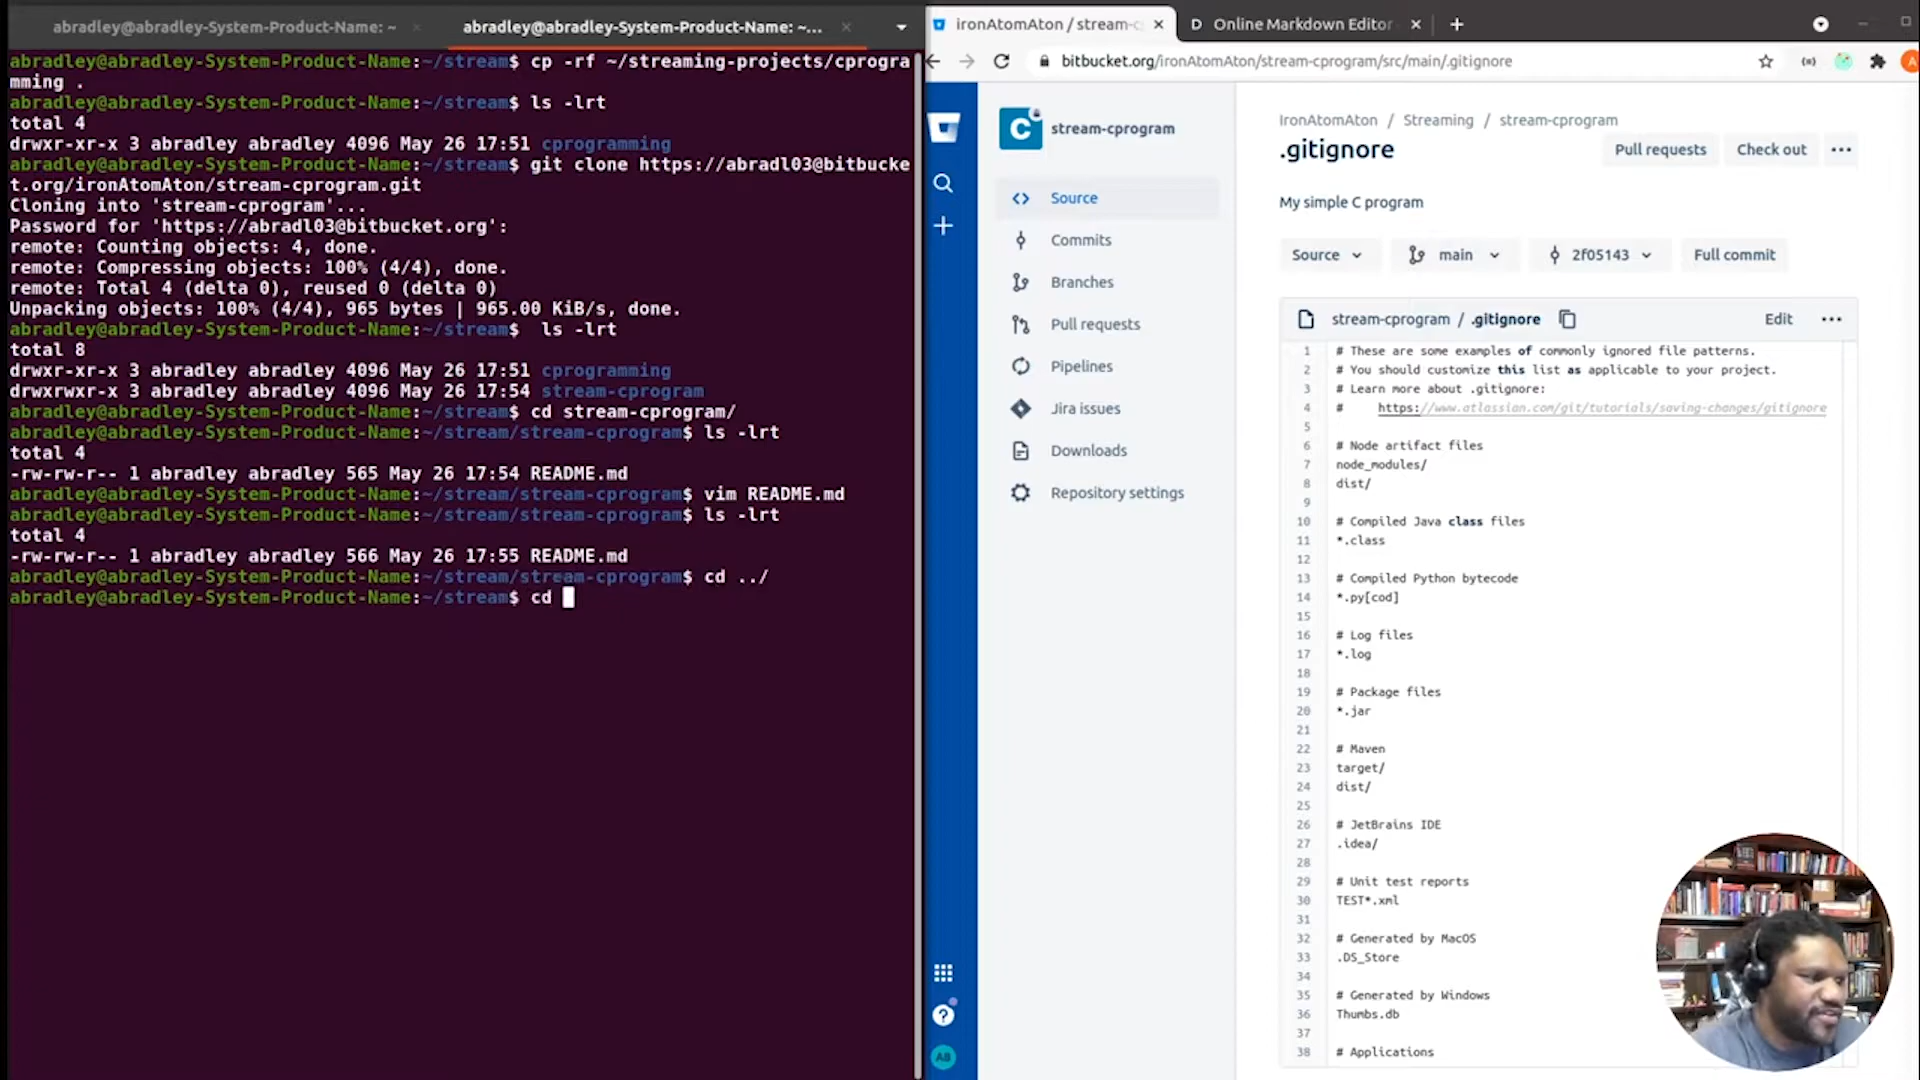 abradley@abradley-System-Product-Name: ~
abradley@abradley-System-Product-Name: ~...
abradley@abradley-System-Product-Name:~/stream$ cp -rf ~/streaming-projects/cprogra
mming .
abradley@abradley-System-Product-Name:~/stream$ ls -lrt
total 4
drwxr-xr-x 3 abradley abradley 4096 May 26 17:51 cprogramming
abradley@abradley-System-Product-Name:~/stream$ git clone https://abradl03@bitbucke
t.org/ironAtomAton/stream-cprogram.git
Cloning into 'stream-cprogram'...
Password for 'https://abradl03@bitbucket.org':
remote: Counting objects: 4, done.
remote: Compressing objects: 100% (4/4), done.
remote: Total 4 (delta 0), reused 0 (delta 0)
Unpacking objects: 100% (4/4), 965 bytes | 965.00 KiB/s, done.
abradley@abradley-System-Product-Name:~/stream$  ls -lrt
total 8
drwxr-xr-x 3 abradley abradley 4096 May 26 17:51 cprogramming
drwxrwxr-x 3 abradley abradley 4096 May 26 17:54 stream-cprogram
abradley@abradley-System-Product-Name:~/stream$ cd stream-cprogram/
abradley@abradley-System-Product-Name:~/stream/stream-cprogram$ ls -lrt
total 4
-rw-rw-r-- 1 abradley abradley 565 May 26 17:54 README.md
abradley@abradley-System-Product-Name:~/stream/stream-cprogram$ vim README.md
abradley@abradley-System-Product-Name:~/stream/stream-cprogram$ ls -lrt
total 4
-rw-rw-r-- 1 abradley abradley 566 May 26 17:55 README.md
abradley@abradley-System-Product-Name:~/stream/stream-cprogram$ cd ../
abradley@abradley-System-Product-Name:~/stream$ cd
ironAtomAton / stream-c
Online Markdown Editor
bitbucket.org/ironAtomAton/stream-cprogram/src/main/.gitignore
A
C
stream-cprogram
Source
Commits
Branches
Pull requests
Pipelines
Jira issues
Downloads
Repository settings
AB
IronAtomAton / Streaming / stream-cprogram
.gitignore
Pull requests
Check out
My simple C program
Source
main
2f05143
Full commit
stream-cprogram / .gitignore
Edit
1 # These are some examples of commonly ignored file patterns.
2 # You should customize this list as applicable to your project.
3 # Learn more about .gitignore:
4 #     https://www.atlassian.com/git/tutorials/saving-changes/gitignore
5
6 # Node artifact files
7 node_modules/
8 dist/
9
10 # Compiled Java class files
11 *.class
12
13 # Compiled Python bytecode
14 *.py[cod]
15
16 # Log files
17 *.log
18
19 # Package files
20 *.jar
21
22 # Maven
23 target/
24 dist/
25
26 # JetBrains IDE
27 .idea/
28
29 # Unit test reports
30 TEST*.xml
31
32 # Generated by MacOS
33 .DS_Store
34
35 # Generated by Windows
36 Thumbs.db
37
38 # Applications